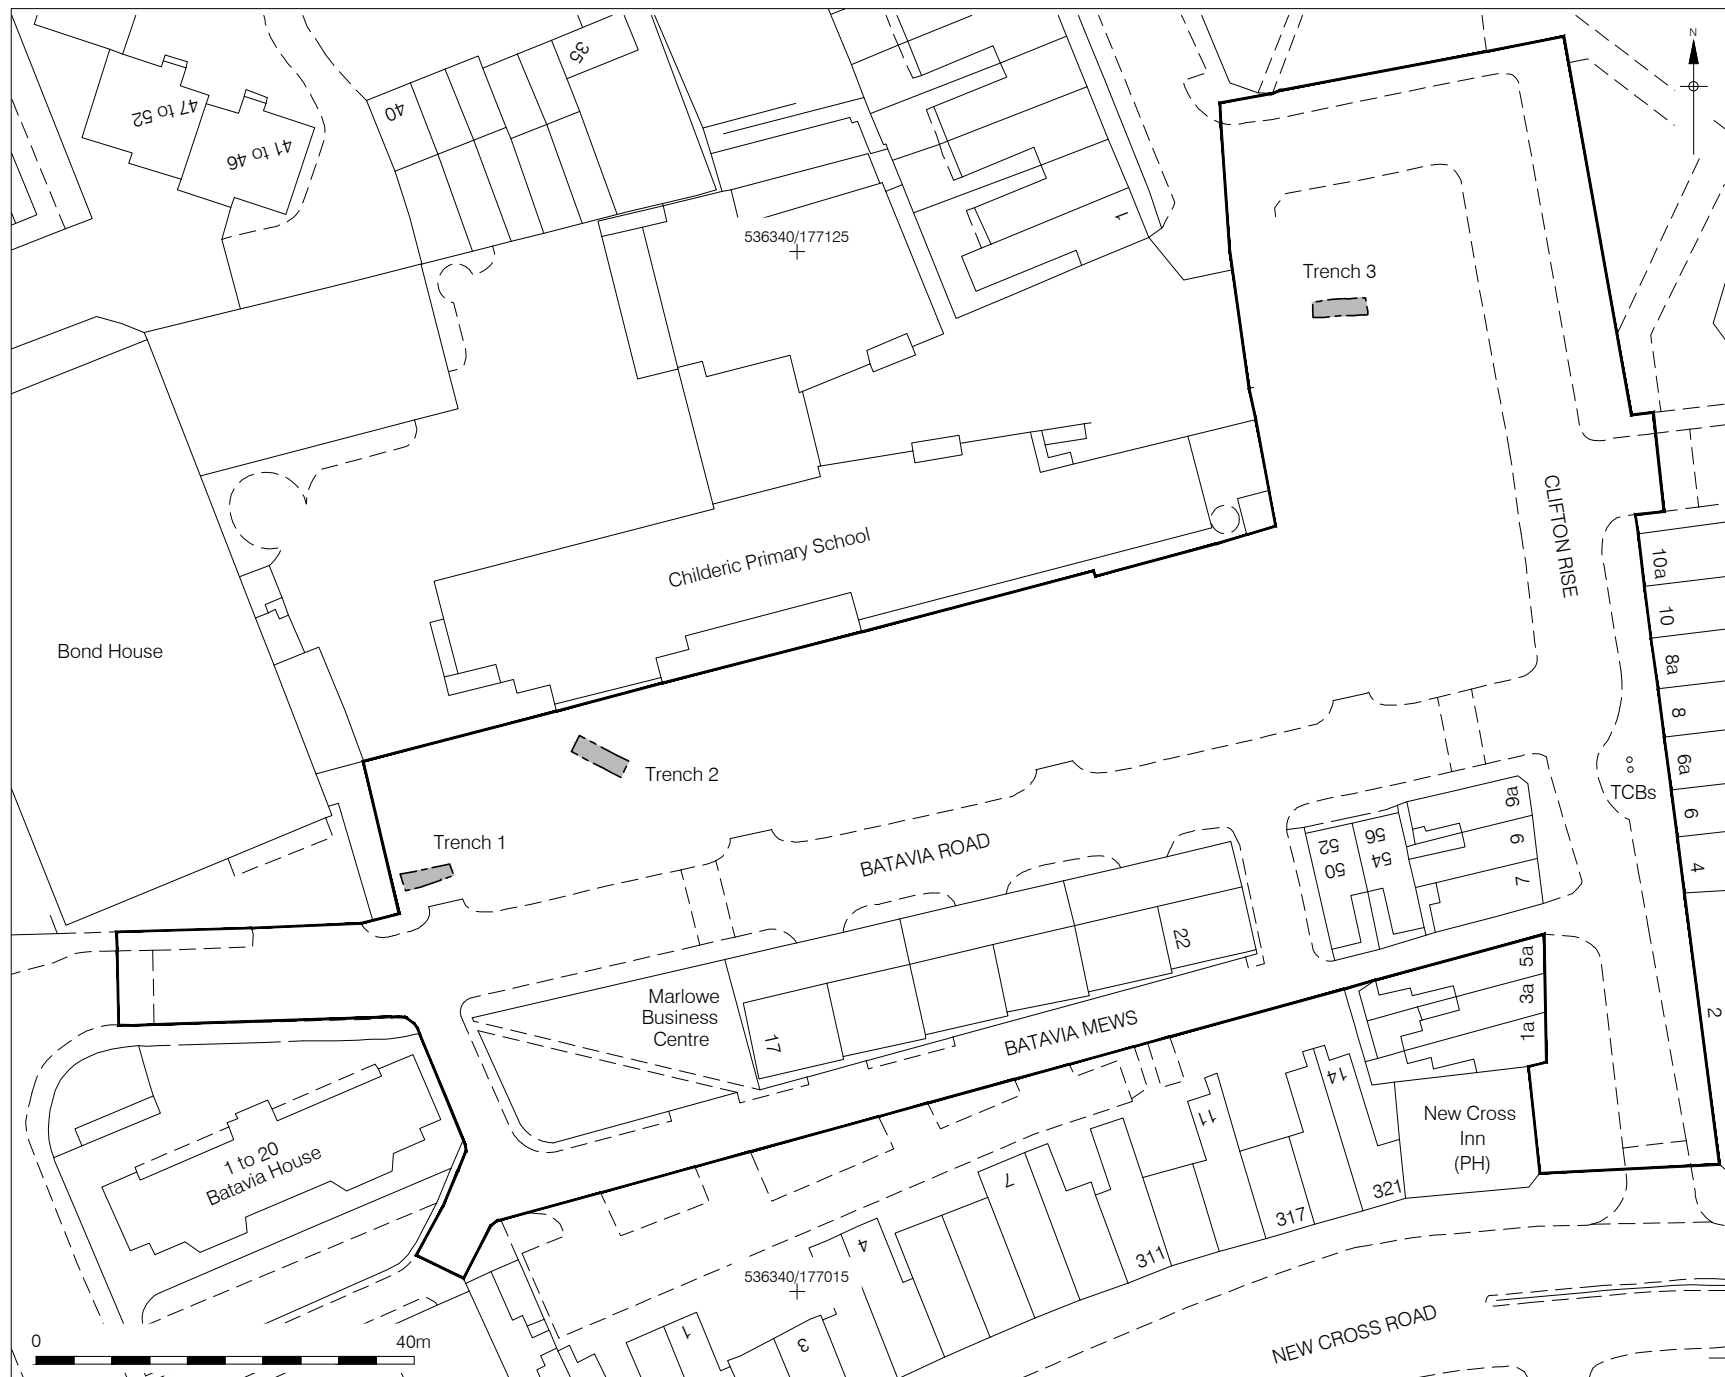 N
35
40
47 to 52
41 to 46
536340/177125
1
Trench 3
CLIFTON RISE
Childeric Primary School
Bond House
10a
10
8a
8
6a
6
4
2
TCBs
Trench 2
Trench 1
BATAVIA ROAD
52
50
56
54
9a
9
7
22
17
Marlowe
Business
Centre
BATAVIA MEWS
5a
3a
1a
14
11
7
4
New Cross
Inn
(PH)
321
317
311
1 to 20
Batavia House
536340/177015
1
3
NEW CROSS ROAD
0
40m